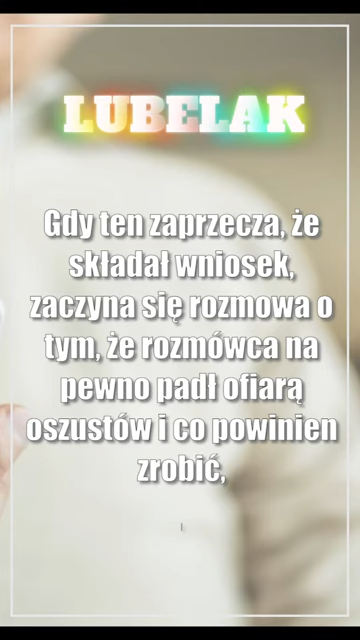 LUBELAK
Gdy ten zaprzecza, że
składał wniosek,
zaczyna się rozmowa o
tym, że rozmówca na
pewno padł ofiarą
oszustów i co powinien
zrobić,